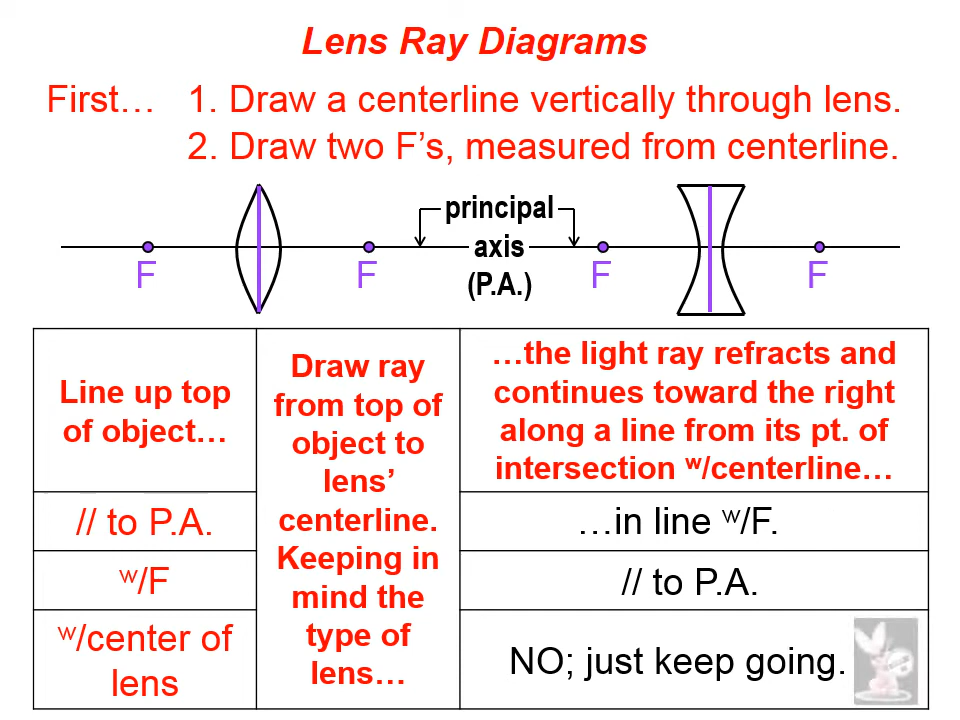 Lens Ray Diagrams
First… 1. Draw a centerline vertically through lens.
2. Draw two F’s, measured from centerline.
principal
axis
(P.A.)
F
F
F
F
Line up top
of object…
Draw ray
from top of
object to
lens’
centerline.
Keeping in
mind the
type of
lens…
…the light ray refracts and
continues toward the right
along a line from its pt. of
intersection w/centerline…
// to P.A.
…in line w/F.
w/F
// to P.A.
w/center of
lens
NO; just keep going.